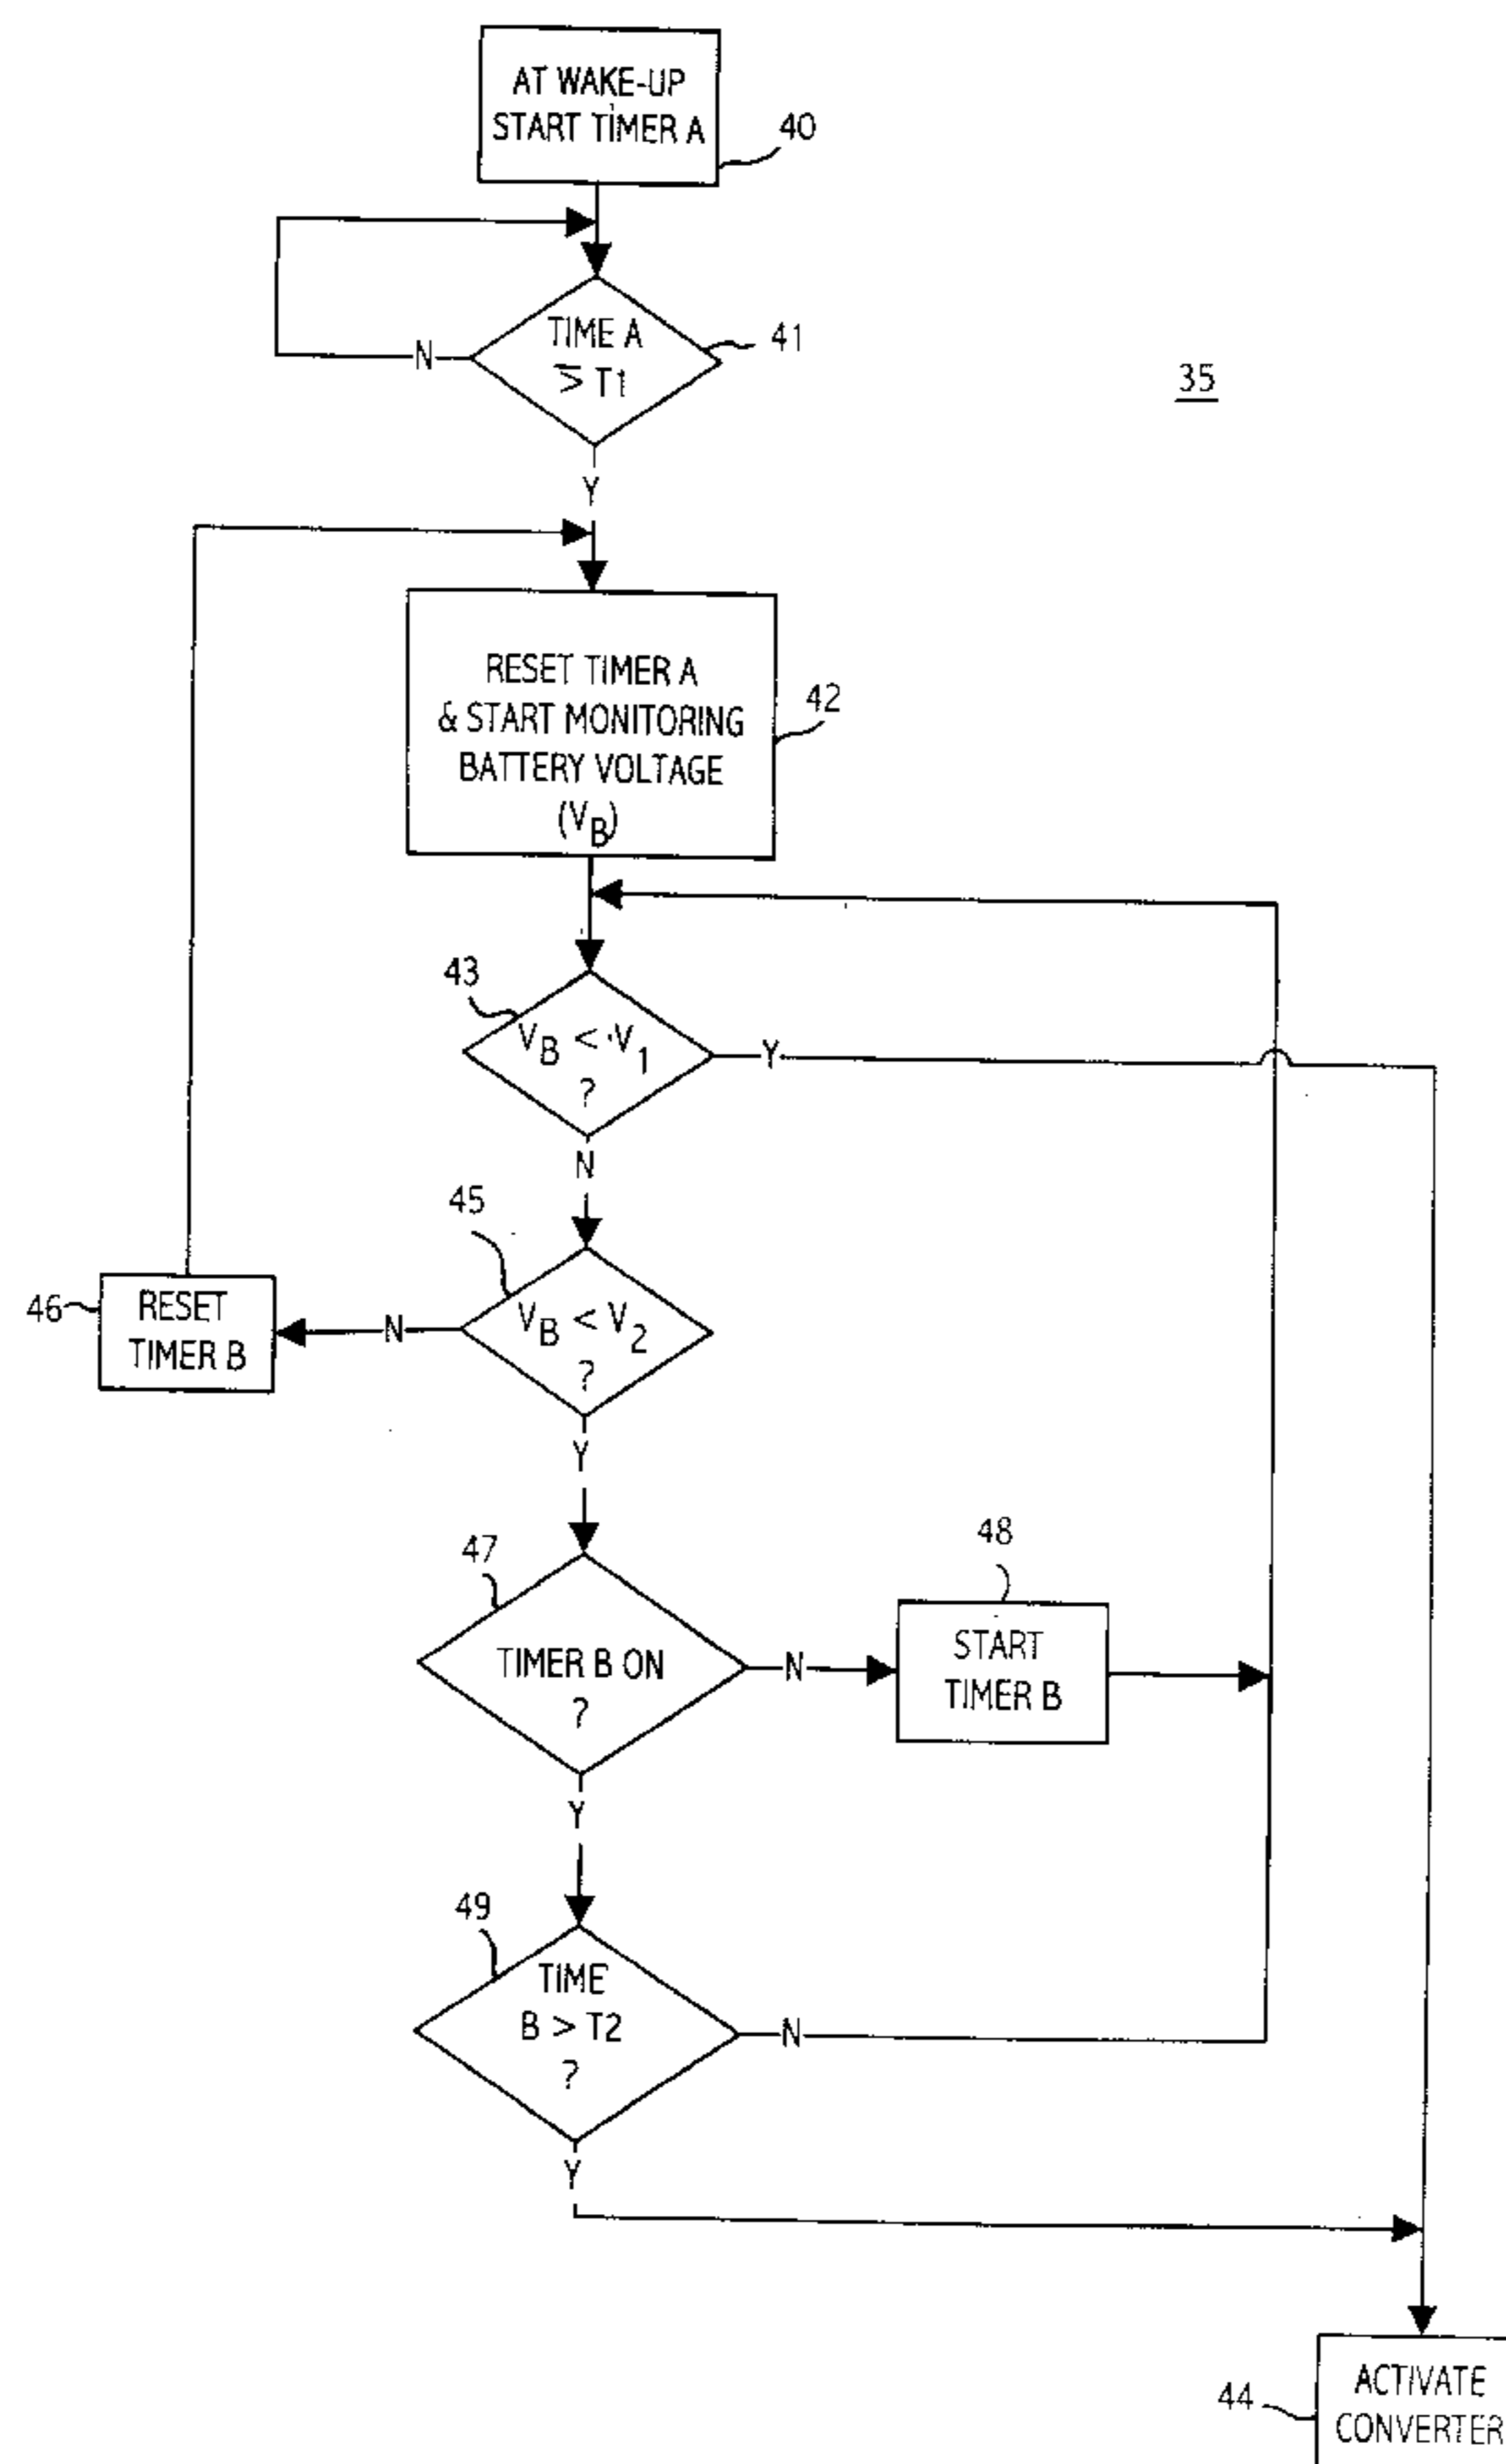 AT WAKE-UP
START TIMER A
40
TIME A
≥ T1
41
N
35
Y
RESET TIMER A
& START MONITORING
BATTERY VOLTAGE
(VB)
42
43
VB < V1
?
Y
N
45
VB < V2
?
N
46
RESET
TIMER B
Y
47
TIMER B ON
?
N
48
START
TIMER B
Y
49
TIME
B > T2
?
N
Y
44
ACTIVATE
CONVERTER